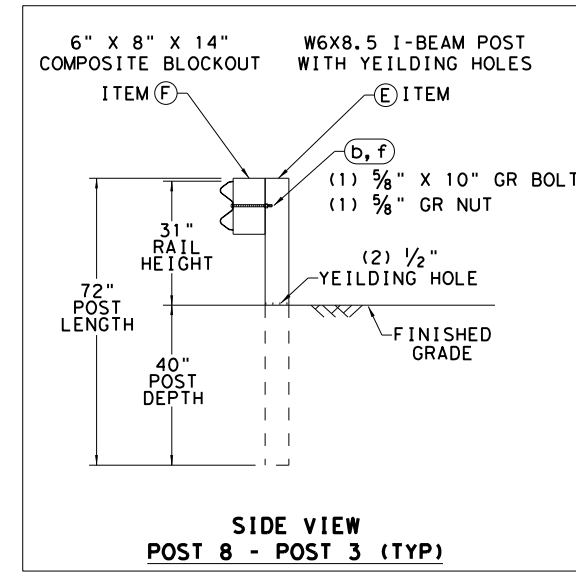 6" X 8" X 14"
COMPOSITE BLOCKOUT
ITEM F
W6X8.5 I-BEAM POST
WITH YEILDING HOLES
E ITEM
b, f
(1) 5/8" X 10" GR BOLT
(1) 5/8" GR NUT
31"
RAIL
HEIGHT
(2) 1/2"
YEILDING HOLE
72"
POST
LENGTH
FINISHED
GRADE
40"
POST
DEPTH
SIDE VIEW
POST 8 - POST 3 (TYP)